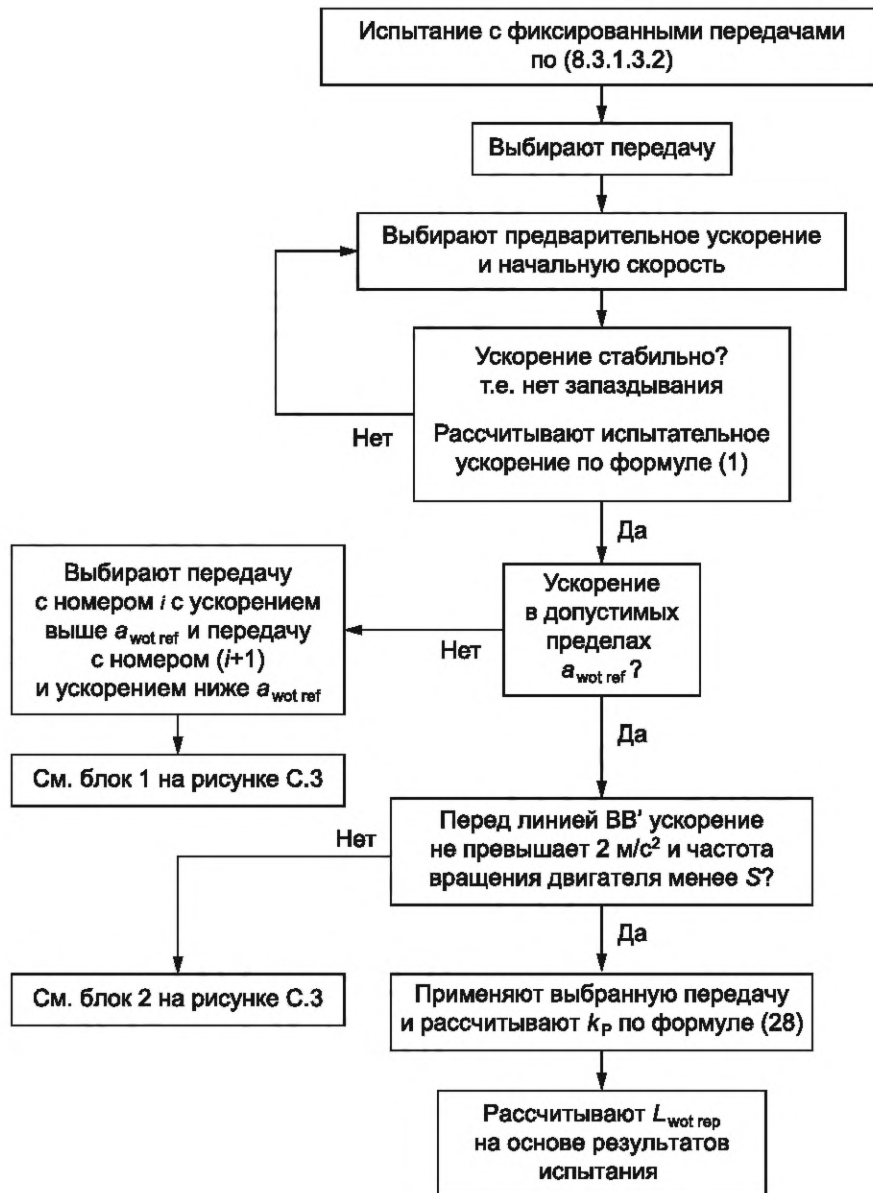 Испытание с фиксированными передачами
по (8.3.1.3.2)
Выбирают передачу
Выбирают предварительное ускорение
и начальную скорость
Ускорение стабильно?
т.е. нет запаздывания
Рассчитывают испытательное
ускорение по формуле (1)
Нет
Да
Ускорение
в допустимых
пределах
a wot ref ?
Нет
Выбирают передачу
с номером i с ускорением
выше a wot ref и передачу
с номером (i+1)
и ускорением ниже a wot ref
См. блок 1 на рисунке С.3
Да
Перед линией BB' ускорение
не превышает 2 м/с² и частота
вращения двигателя менее S?
Нет
См. блок 2 на рисунке С.3
Да
Применяют выбранную передачу
и рассчитывают kP по формуле (28)
Рассчитывают L wot rep
на основе результатов
испытания